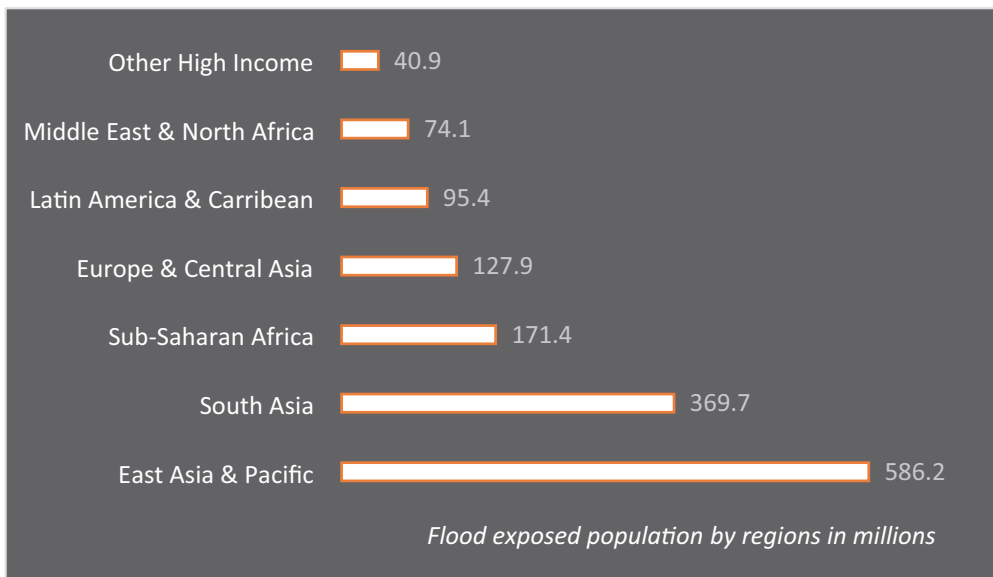 Other High Income 40.9
Middle East & North Africa 74.1
Latin America & Carribean 95.4
Europe & Central Asia 127.9
Sub-Saharan Africa 171.4
South Asia 369.7
East Asia & Pacific 586.2
Flood exposed population by regions in millions